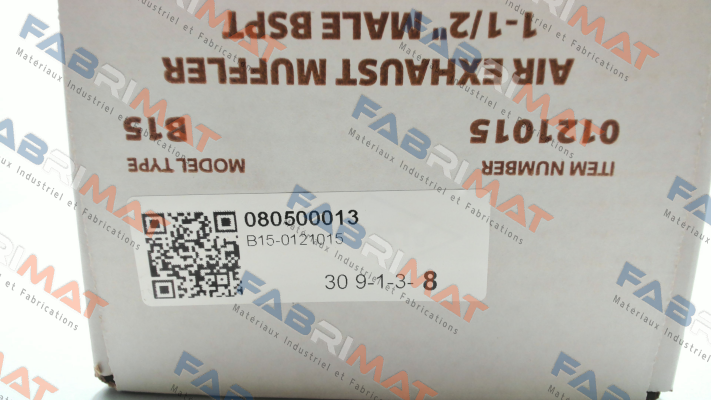 ITEM NUMBER
MODEL TYPE
0121015
B15
AIR EXHAUST MUFFLER
1-1/2" MALE BSPT
080500013
B15-0121015
30 9-1-3- 8
FABRIMAT
Matériaux Industriel et Fabrications